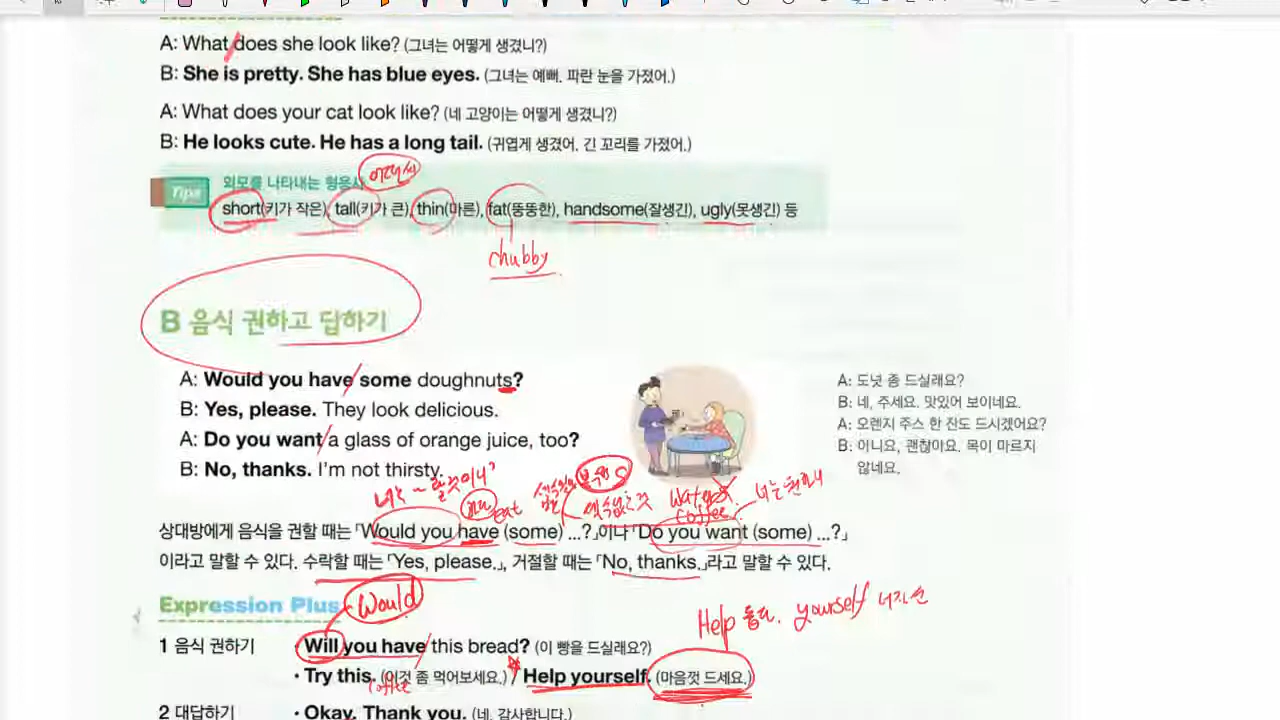 A: What does she look like? (그녀는 어떻게 생겼니?)
B: She is pretty. She has blue eyes. (그녀는 예뻐. 파란 눈을 가졌어.)
A: What does your cat look like? (네 고양이는 어떻게 생겼니?)
B: He looks cute. He has a long tail. (귀엽게 생겼어. 긴 꼬리를 가졌어.)
Tips 외모를 나타내는 형용사
short(키가 작은), tall(키가 큰), thin(마른), fat(뚱뚱한), handsome(잘생긴), ugly(못생긴) 등
chubby
B 음식 권하고 답하기
A: Would you have some doughnuts?
B: Yes, please. They look delicious.
A: Do you want a glass of orange juice, too?
B: No, thanks. I'm not thirsty.
A: 도넛 좀 드실래요?
B: 네, 주세요. 맛있어 보이네요.
A: 오렌지 주스 한 잔도 드시겠어요?
B: 아니요, 괜찮아요. 목이 마르지
않네요.
너는 ~ 할것이니?
eat
water
coffee
너는 원하니
상대방에게 음식을 권할 때는 「Would you have (some) ...?」이나 「Do you want (some) ...?」
이라고 말할 수 있다. 수락할 때는 「Yes, please.」, 거절할 때는 「No, thanks.」라고 말할 수 있다.
Expression Plus
Would
Help 돕다. yourself 너자신
1 음식 권하기 • Will you have this bread? (이 빵을 드실래요?)
• Try this. (이것 좀 먹어보세요.) / Help yourself. (마음껏 드세요.)
coffee
2 대답하기 • Okay. Thank you. (네, 감사합니다.)